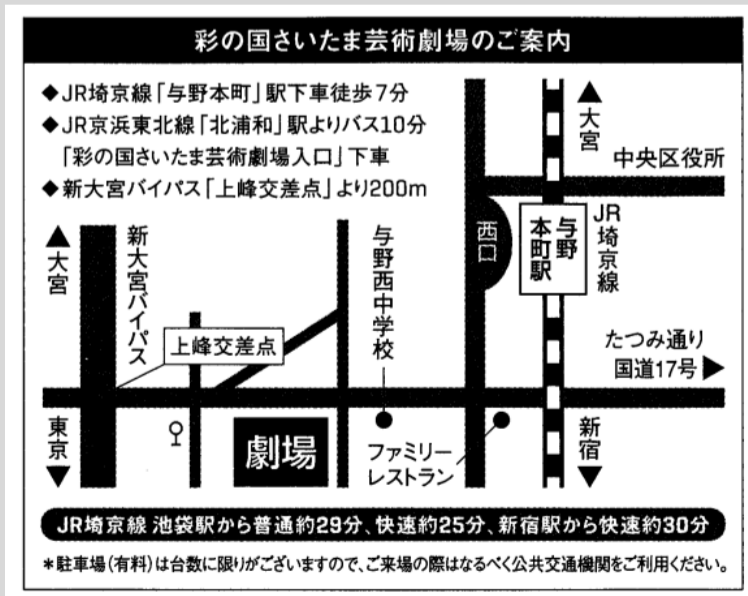 彩の国さいたま芸術劇場のご案内
◆JR埼京線「与野本町」駅下車徒歩7分
◆JR京浜東北線「北浦和」駅よりバス10分
「彩の国さいたま芸術劇場入口」下車
◆新大宮バイパス「上峰交差点」より200m
▲大宮
中央区役所
▲大宮
新大宮バイパス
与野西中学校
西口
与野本町駅
JR埼京線
上峰交差点
たつみ通り
国道17号▶
東京▼
劇場
ファミリー
レストラン
新宿▼
JR埼京線 池袋駅から普通約29分、快速約25分、新宿駅から快速約30分
*駐車場(有料)は台数に限りがございますので、ご来場の際はなるべく公共交通機関をご利用ください。